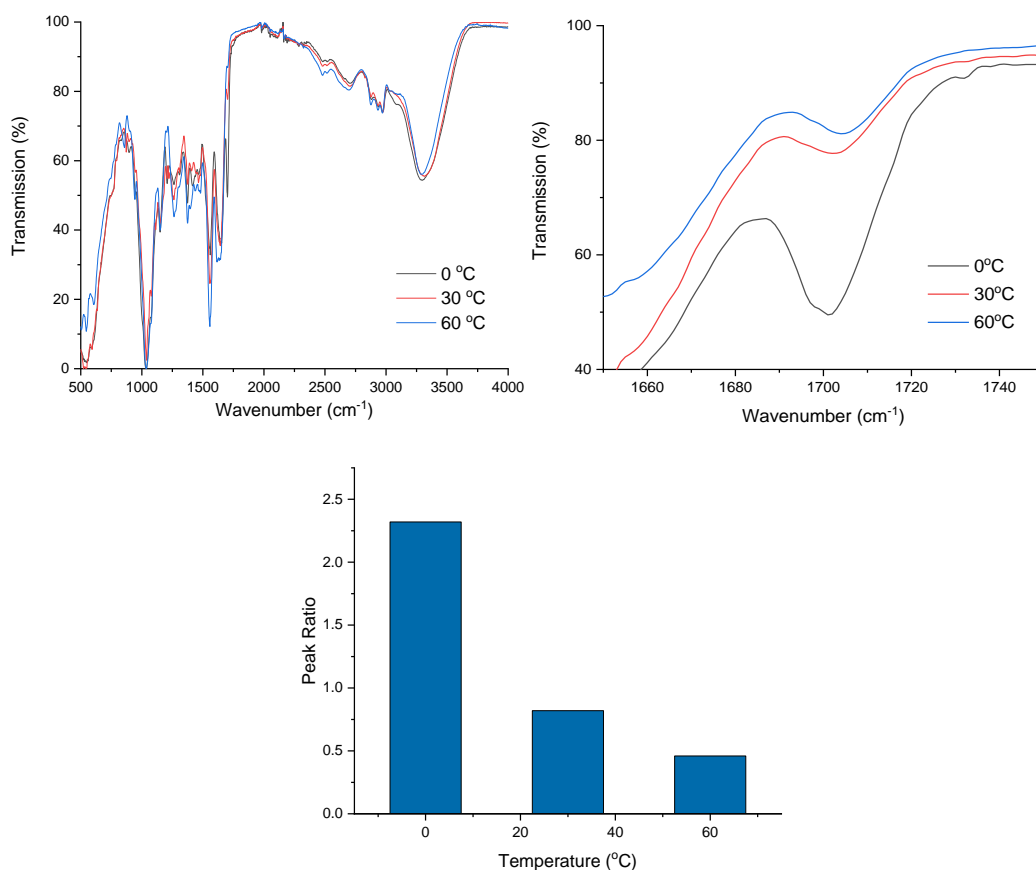 100
80
60
40
20
0
Transmission (%)
0 °C
30 °C
60 °C
500
1000
1500
2000
2500
3000
3500
4000
Wavenumber (cm⁻¹)
100
80
60
40
Transmission (%)
0°C
30°C
60°C
1660
1680
1700
1720
1740
Wavenumber (cm⁻¹)
2.5
2.0
1.5
1.0
0.5
0.0
Peak Ratio
0
20
40
60
Temperature (°C)